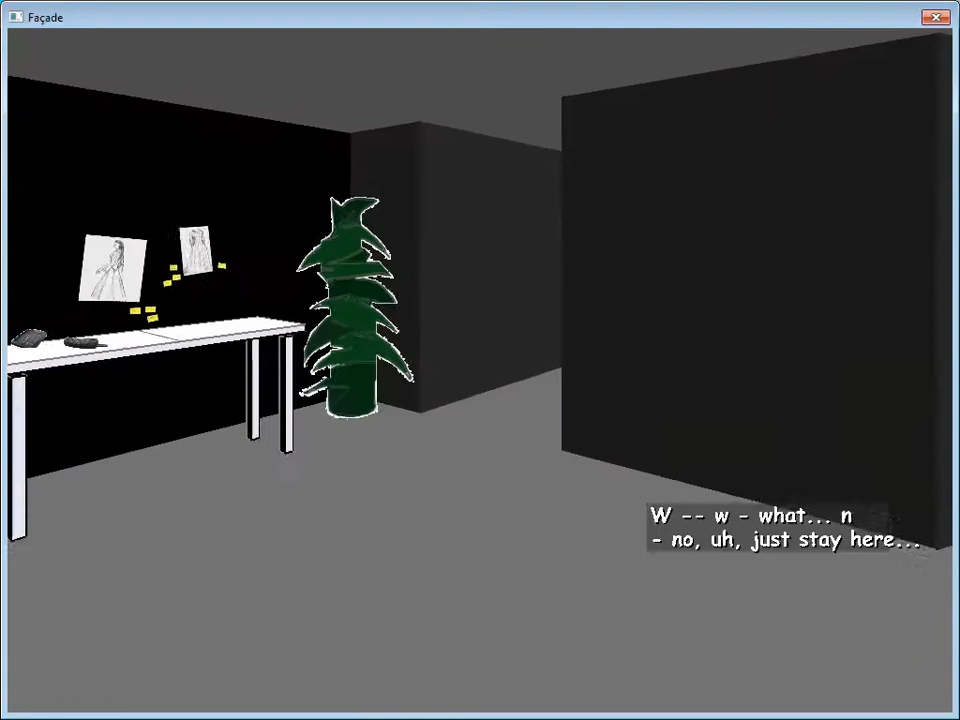 Façade
W -- w - what... n
- no, uh, just stay here...